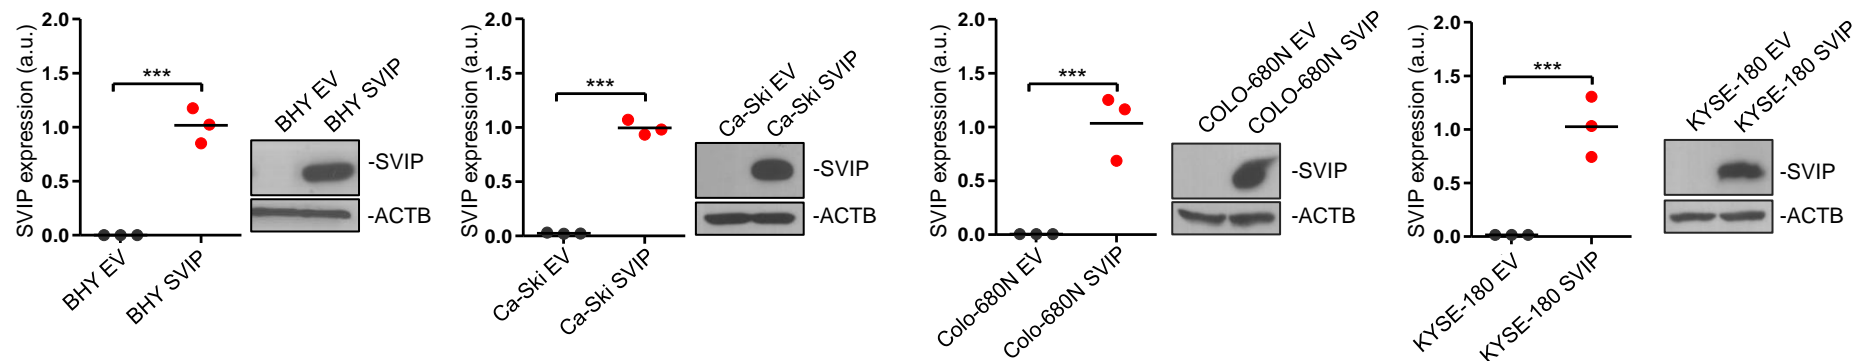 SVIP expression (a.u.)
2.0
1.5
1.0
0.5
0.0
***
BHY EV
BHY SVIP
BHY EV
BHY SVIP
-SVIP
-ACTB
SVIP expression (a.u.)
2.0
1.5
1.0
0.5
0.0
***
Ca-Ski EV
Ca-Ski SVIP
Ca-Ski EV
Ca-Ski SVIP
-SVIP
-ACTB
SVIP expression (a.u.)
2.0
1.5
1.0
0.5
0.0
***
Colo-680N EV
Colo-680N SVIP
COLO-680N EV
COLO-680N SVIP
-SVIP
-ACTB
SVIP expression (a.u.)
2.0
1.5
1.0
0.5
0.0
***
KYSE-180 EV
KYSE-180 SVIP
KYSE-180 EV
KYSE-180 SVIP
-SVIP
-ACTB